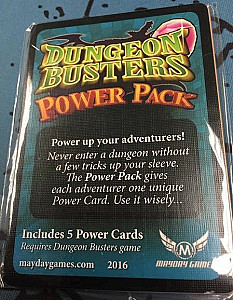 DUNGEON
BUSTERS
POWER PACK
Power up your adventurers!
Never enter a dungeon without
a few tricks up your sleeve.
The Power Pack gives
each adventurer one unique
Power Card. Use it wisely...
Includes 5 Power Cards
Requires Dungeon Busters game
maydaygames.com 2016
MAYDAY GAMES